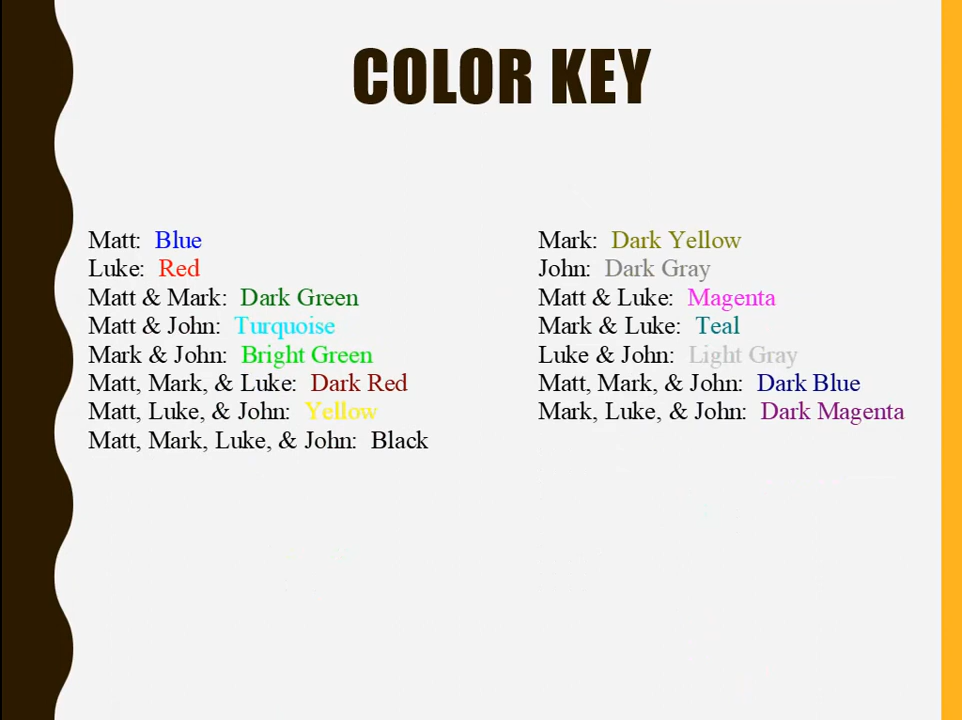 COLOR KEY
Matt:  Blue
Luke:  Red
Matt & Mark:  Dark Green
Matt & John:  Turquoise
Mark & John:  Bright Green
Matt, Mark, & Luke:  Dark Red
Matt, Luke, & John:  Yellow
Matt, Mark, Luke, & John:  Black
Mark:  Dark Yellow
John:  Dark Gray
Matt & Luke:  Magenta
Mark & Luke:  Teal
Luke & John:  Light Gray
Matt, Mark, & John:  Dark Blue
Mark, Luke, & John:  Dark Magenta